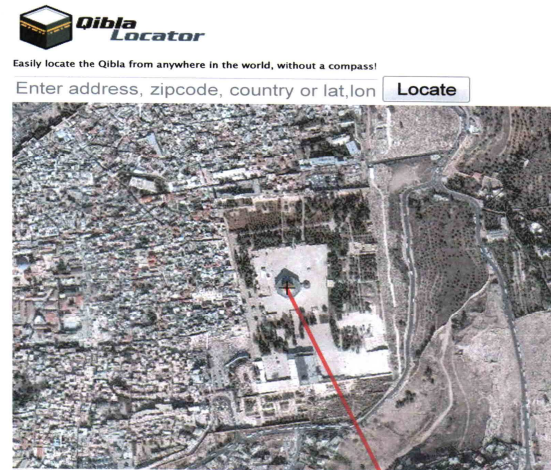 Qibla
Locator
Easily locate the Qibla from anywhere in the world, without a compass!
Enter address, zipcode, country or lat,lon
Locate